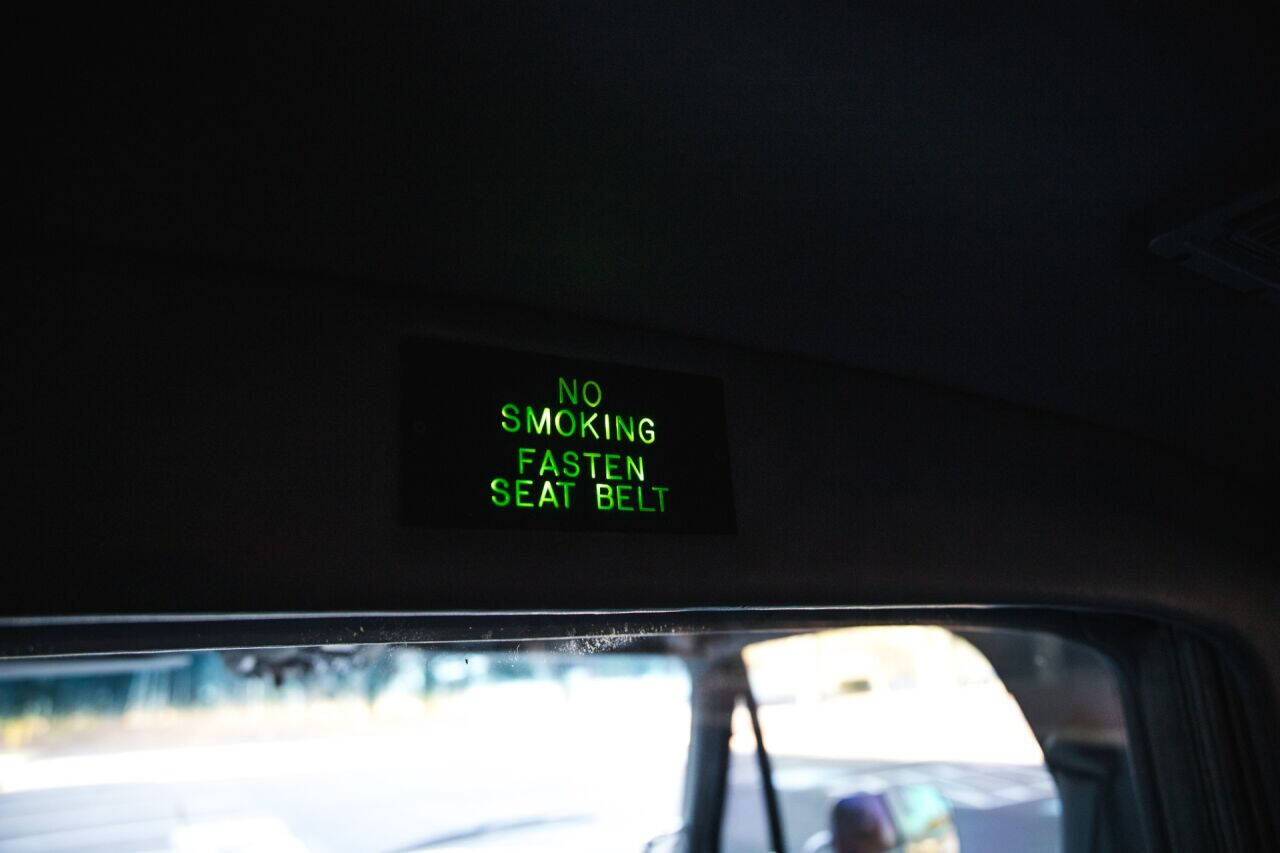 NO
SMOKING
FASTEN
SEAT BELT